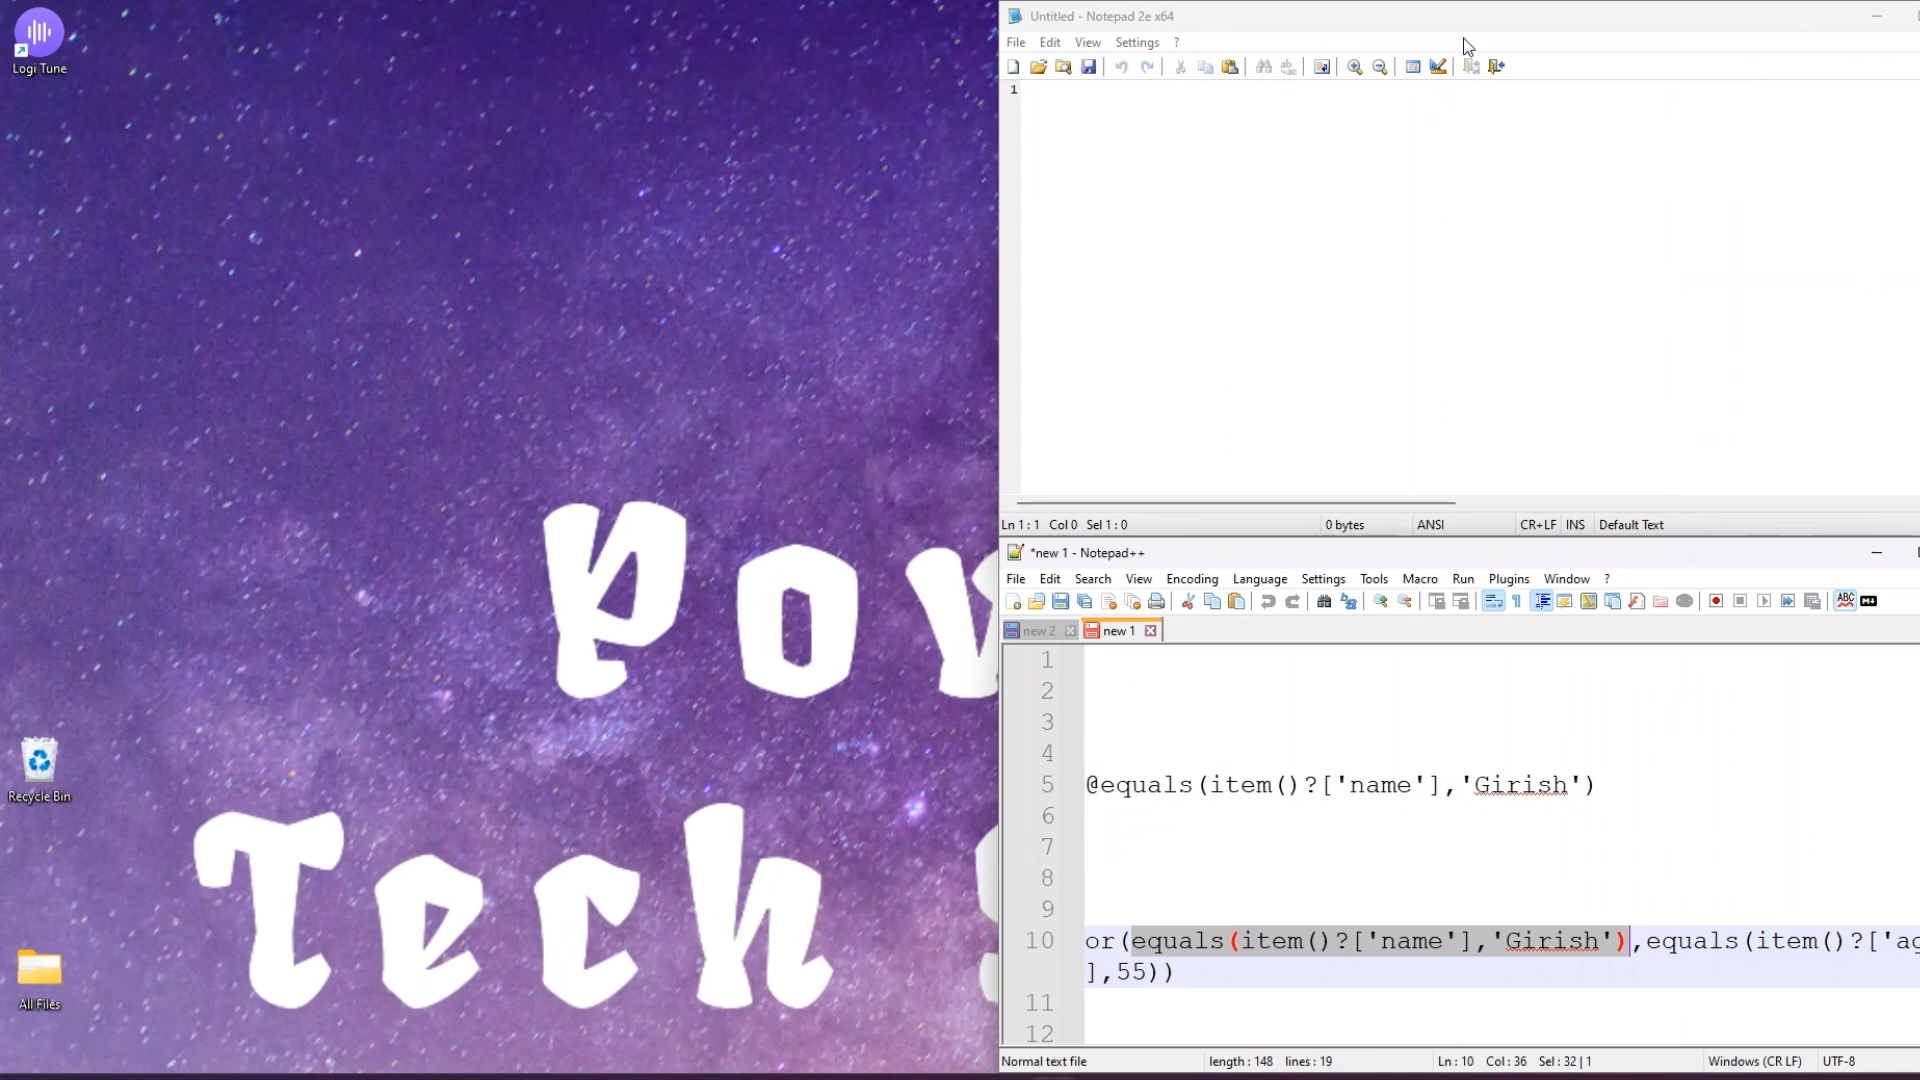 Logi Tune
Recycle Bin
All Files
Tech
Untitled - Notepad 2e x64
File Edit View Settings ?
1
Ln 1 : 1 Col 0 Sel 1 : 0 0 bytes ANSI CR+LF INS Default Text
*new 1 - Notepad++
File Edit Search View Encoding Language Settings Tools Macro Run Plugins Window ?
new 2 new 1
1
2
3
4
5 @equals(item()?['name'],'Girish')
6
7
8
9
10 or(equals(item()?['name'],'Girish'),equals(item()?['
],55))
11
12
Normal text file length : 148 lines : 19 Ln : 10 Col : 36 Sel : 32 | 1 Windows (CR LF) UTF-8